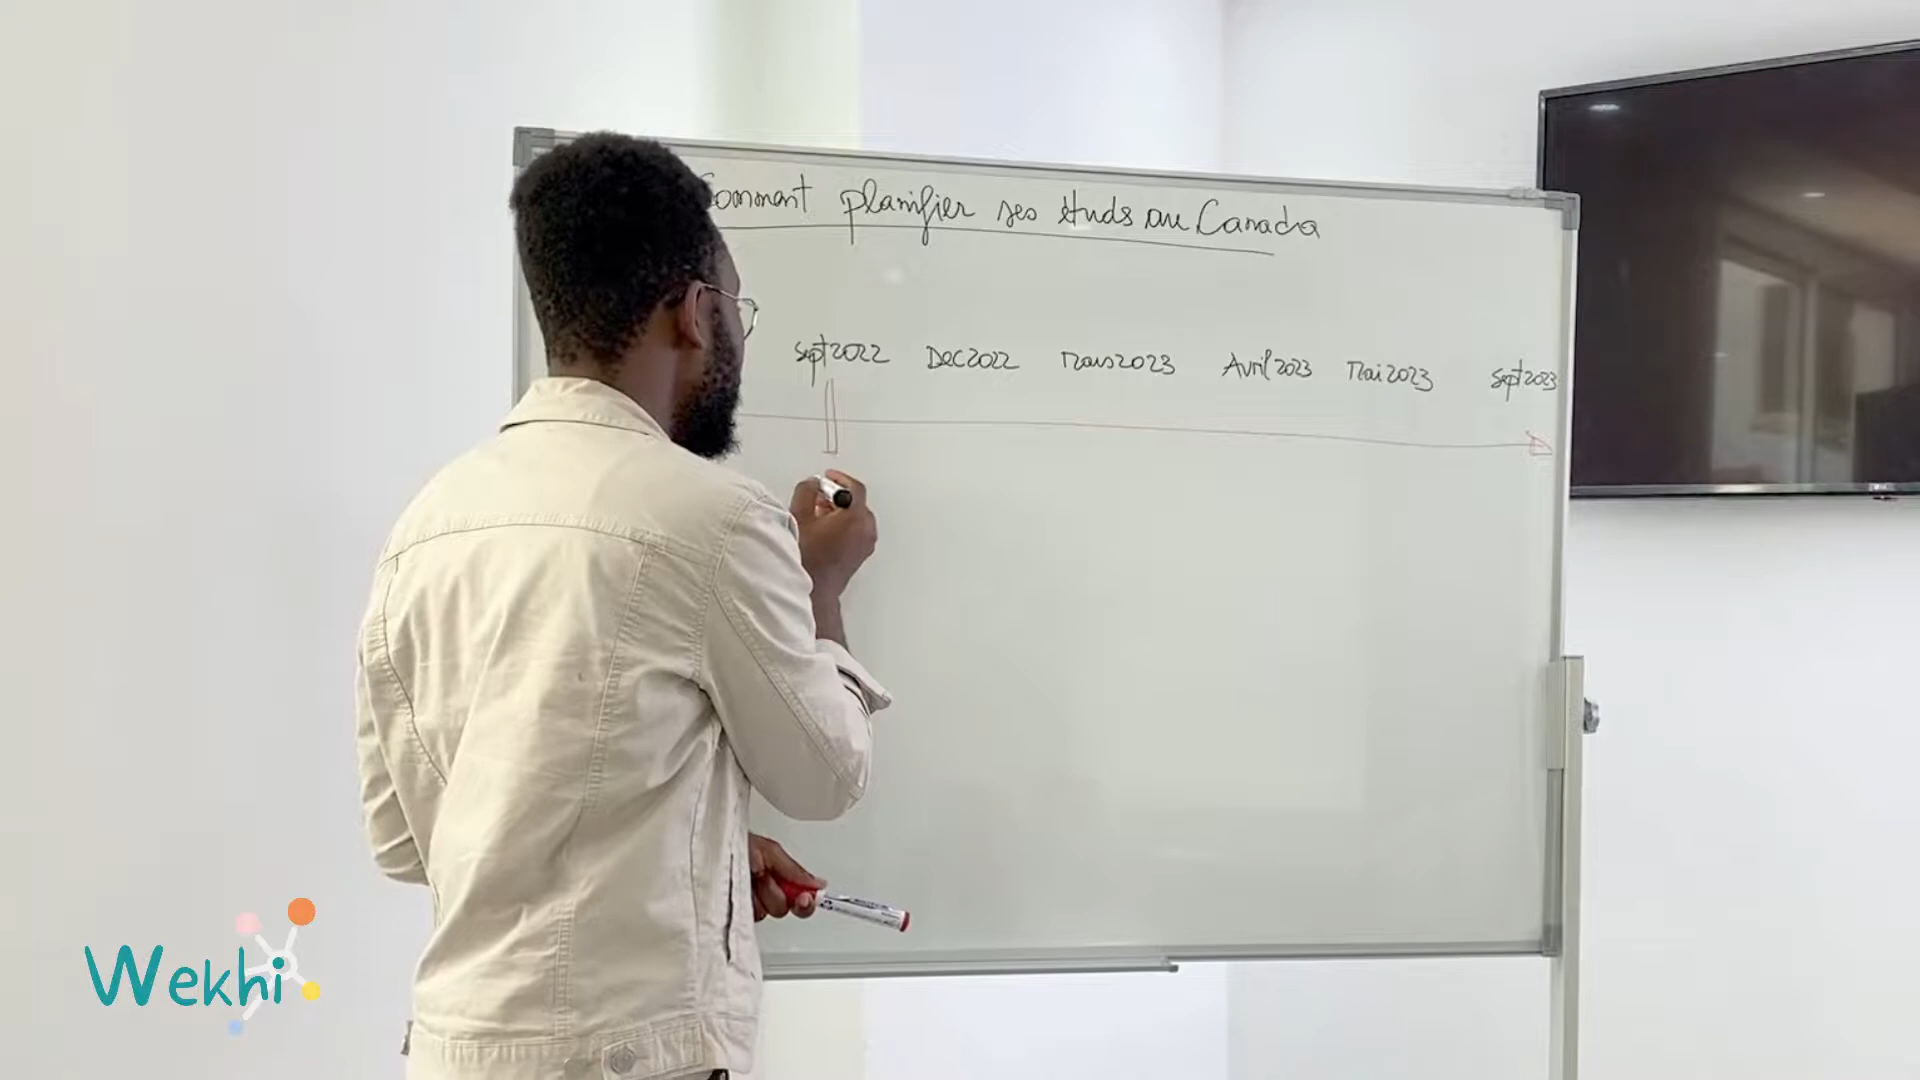 Comment planifier ses études au Canada
Sept 2022 Dec 2022 Mars 2023 Avril 2023 Mai 2023 Sept 2023
Wekhi